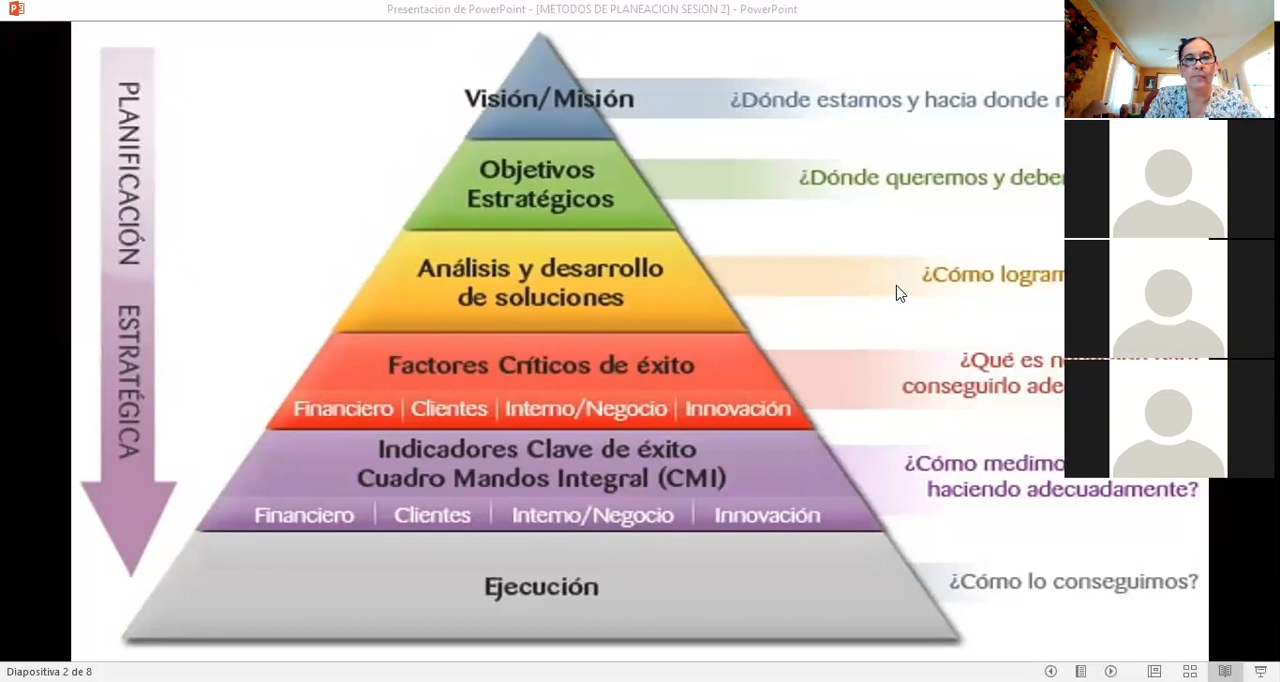 Presentación de PowerPoint - [METODOS DE PLANEACION SESION 2] - PowerPoint
PLANIFICACIÓN ESTRATÉGICA
Visión/Misión
¿Dónde estamos y hacia donde
Objetivos
Estratégicos
¿Dónde queremos y
Análisis y desarrollo
de soluciones
¿Cómo
Factores Críticos de éxito
¿Qué es
conseguirlo
Financiero | Clientes | Interno/Negocio | Innovación
Indicadores Clave de éxito
Cuadro Mandos Integral (CMI)
¿Cómo
haciendo adecuadamente?
Financiero | Clientes | Interno/Negocio | Innovación
Ejecución
¿Cómo lo conseguimos?
Diapositiva 2 de 8